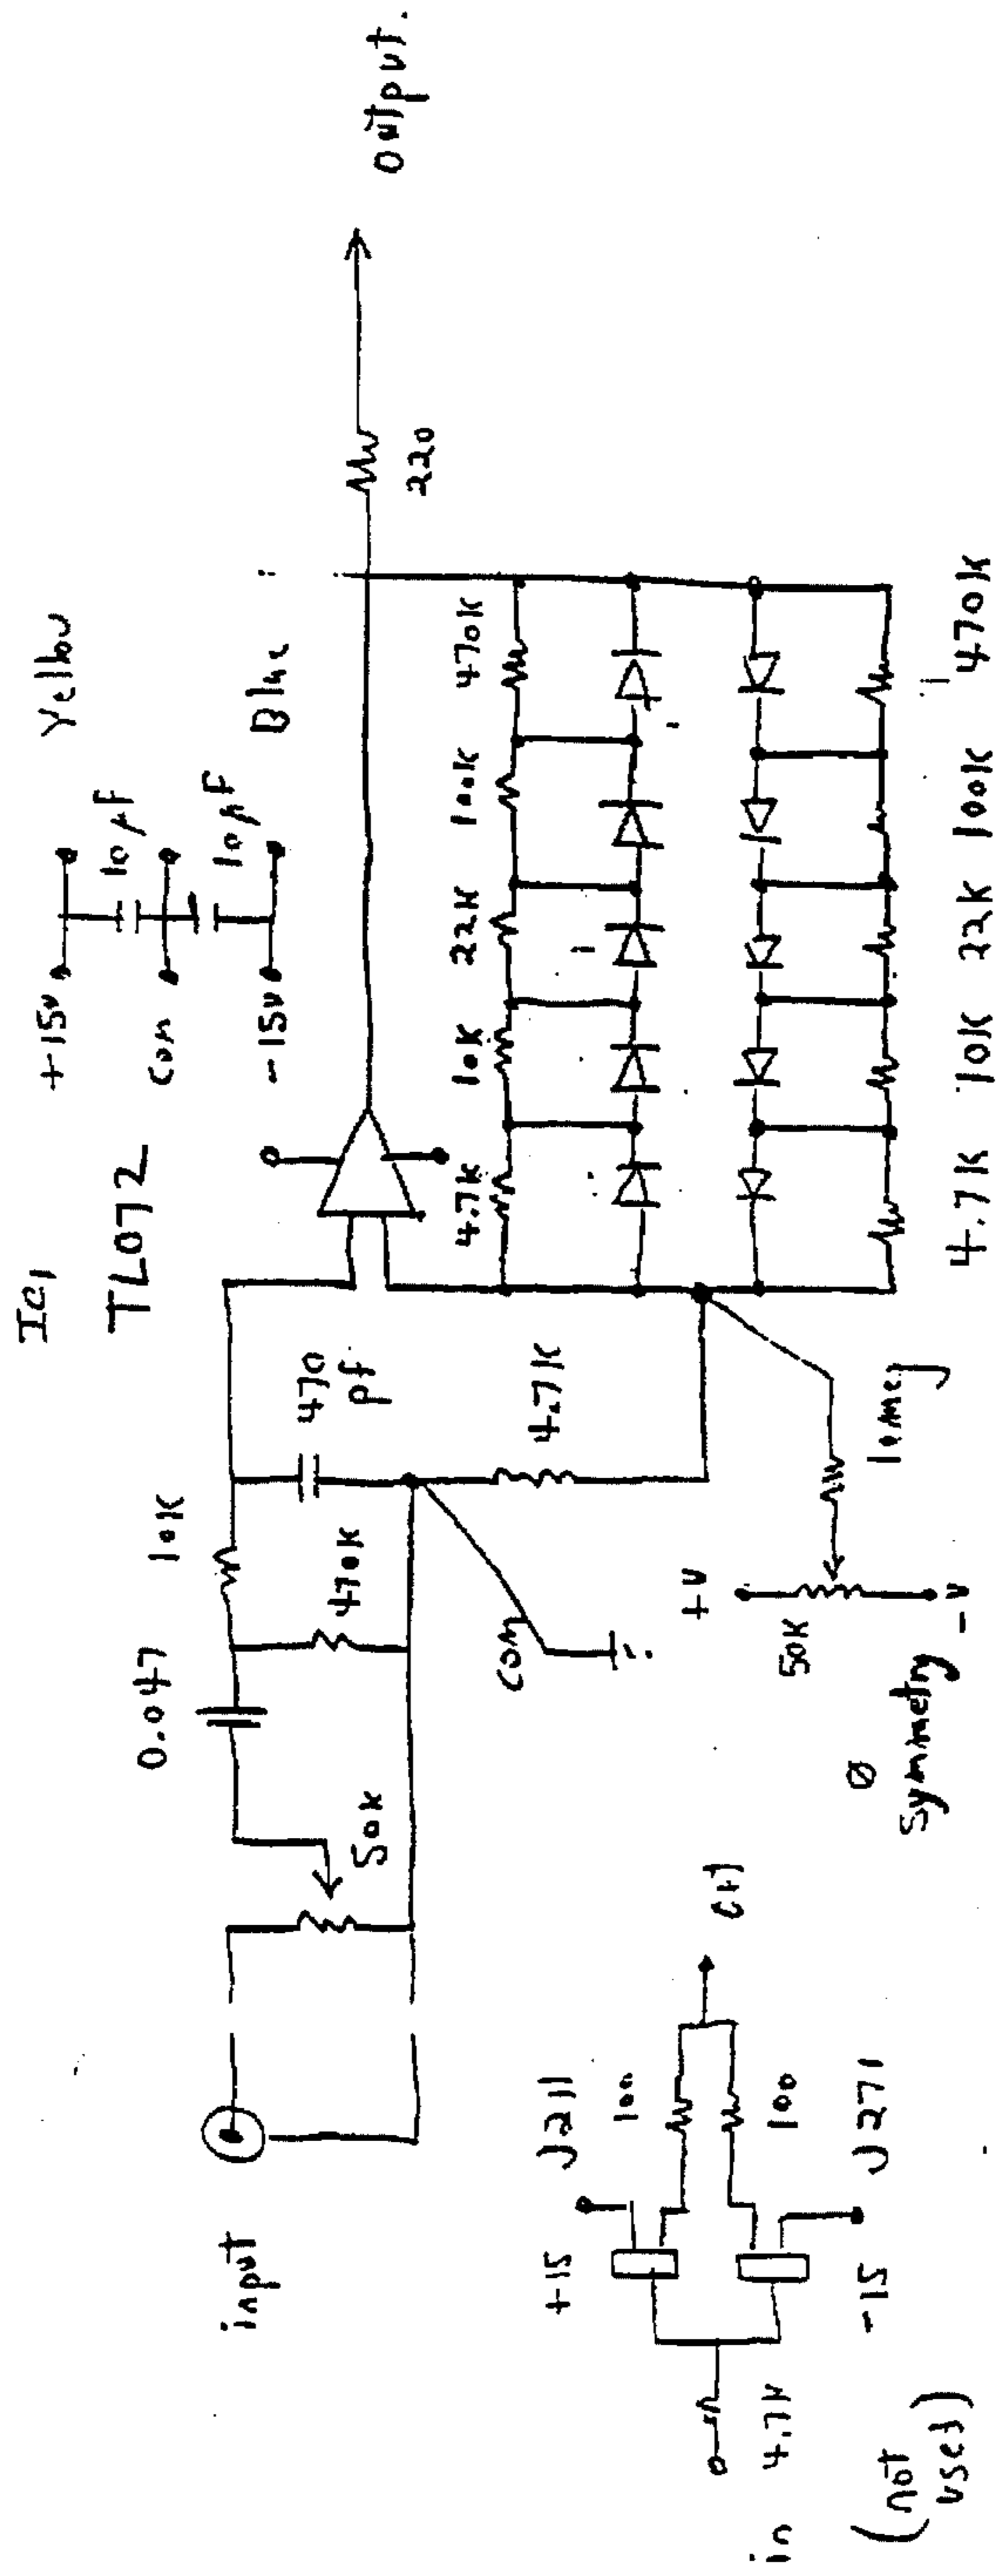 IC1
TL072
+15v
Yellow
10µF
com
10µF
-15v
Blue
input
50K
0.047
10K
470K
470
pf
com
4.7K
4.7K
10K
22K
100K
470K
220
output.
4.7K
10K
22K
100K
470K
+V
50K
-V
10meg
Ø
Symmetry
in
4.7K
+15
J211
100
100
-15
J271
(not
used)